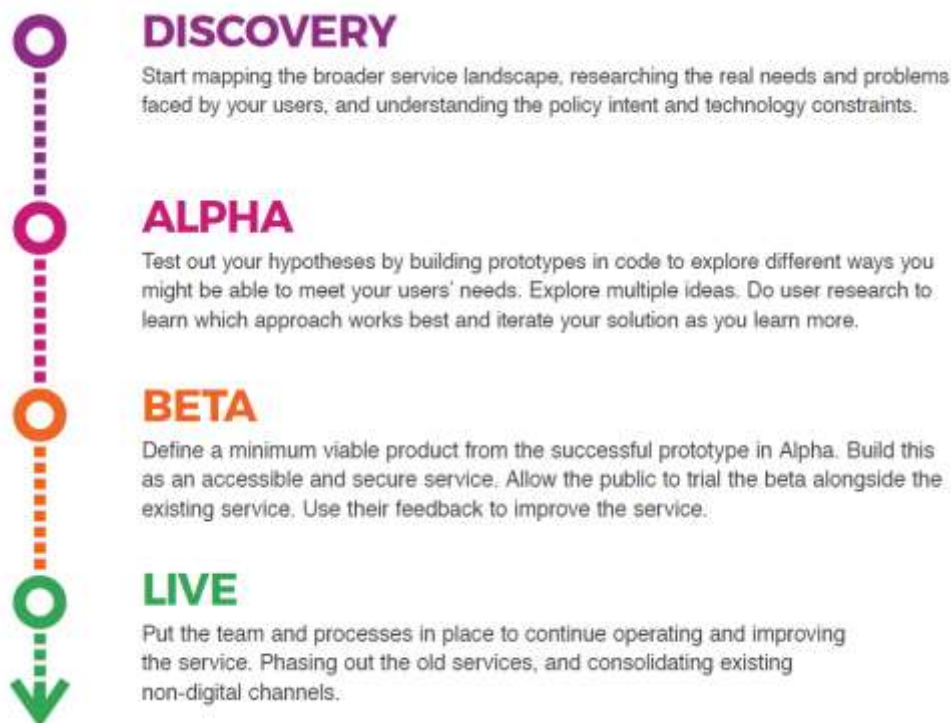 DISCOVERY
Start mapping the broader service landscape, researching the real needs and problems
faced by your users, and understanding the policy intent and technology constraints.
ALPHA
Test out your hypotheses by building prototypes in code to explore different ways you
might be able to meet your users' needs. Explore multiple ideas. Do user research to
learn which approach works best and iterate your solution as you learn more.
BETA
Define a minimum viable product from the successful prototype in Alpha. Build this
as an accessible and secure service. Allow the public to trial the beta alongside the
existing service. Use their feedback to improve the service.
LIVE
Put the team and processes in place to continue operating and improving
the service. Phasing out the old services, and consolidating existing
non-digital channels.